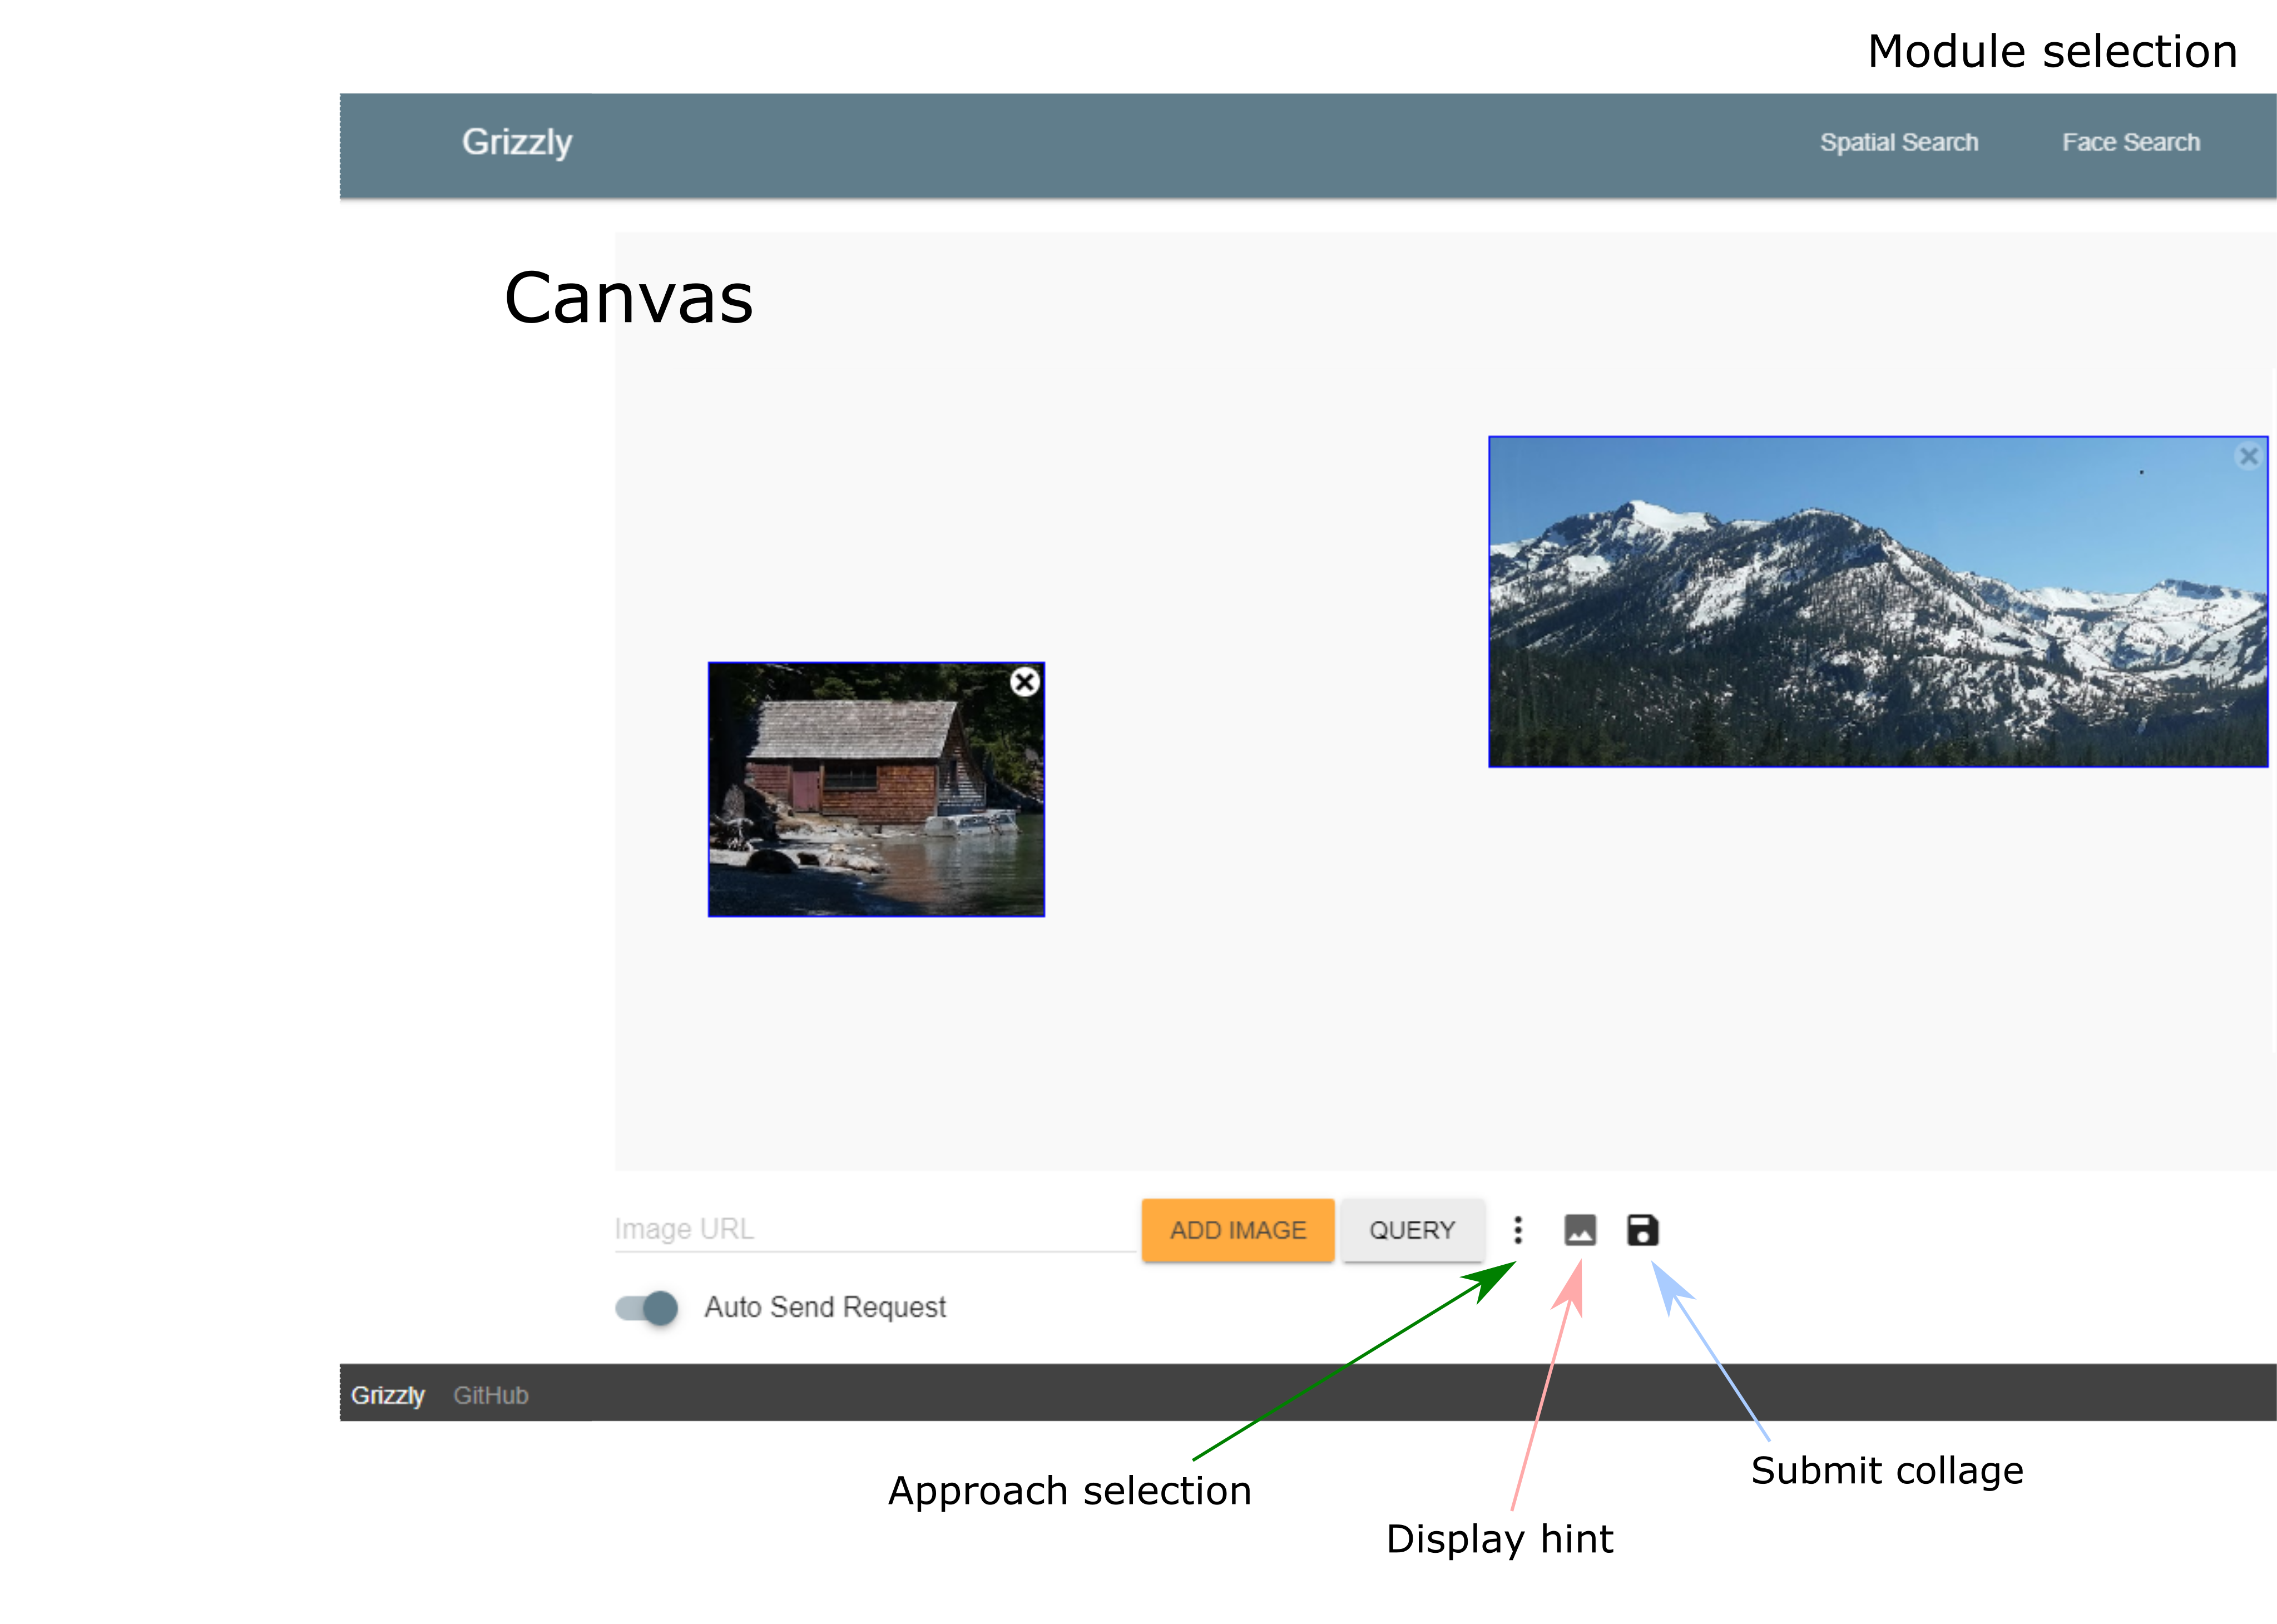 Module selection
Grizzly
Spatial Search
Face Search
Canvas
Image URL
ADD IMAGE
QUERY
Auto Send Request
Grizzly
GitHub
Approach selection
Submit collage
Display hint